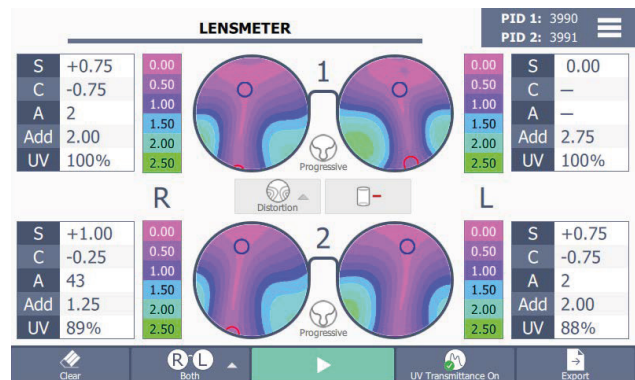 LENSMETER
PID 1: 3990
PID 2: 3991
S +0.75
C -0.75
A 2
Add 2.00
UV 100%
0.00
0.50
1.00
1.50
2.00
2.50
1
Progressive
0.00
0.50
1.00
1.50
2.00
2.50
S 0.00
C —
A —
Add 2.75
UV 100%
R
Distortion
L
S +1.00
C -0.25
A 43
Add 1.25
UV 89%
0.00
0.50
1.00
1.50
2.00
2.50
2
Progressive
0.00
0.50
1.00
1.50
2.00
2.50
S +0.75
C -0.75
A 2
Add 2.00
UV 88%
Clear
R-L
Both
UV Transmittance On
Export